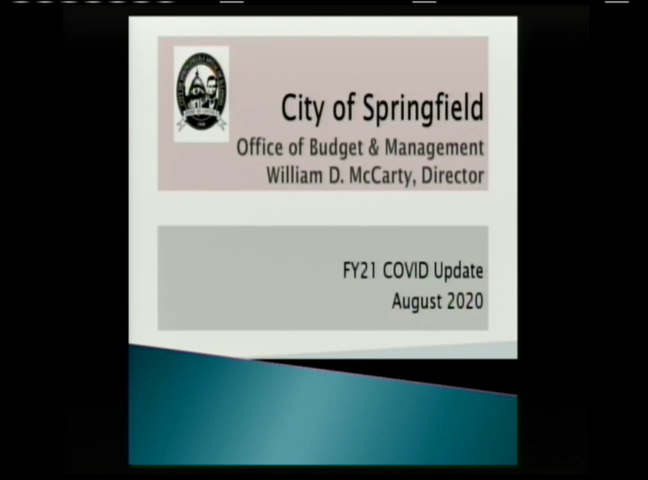 City of Springfield
Office of Budget & Management
William D. McCarty, Director
FY21 COVID Update
August 2020